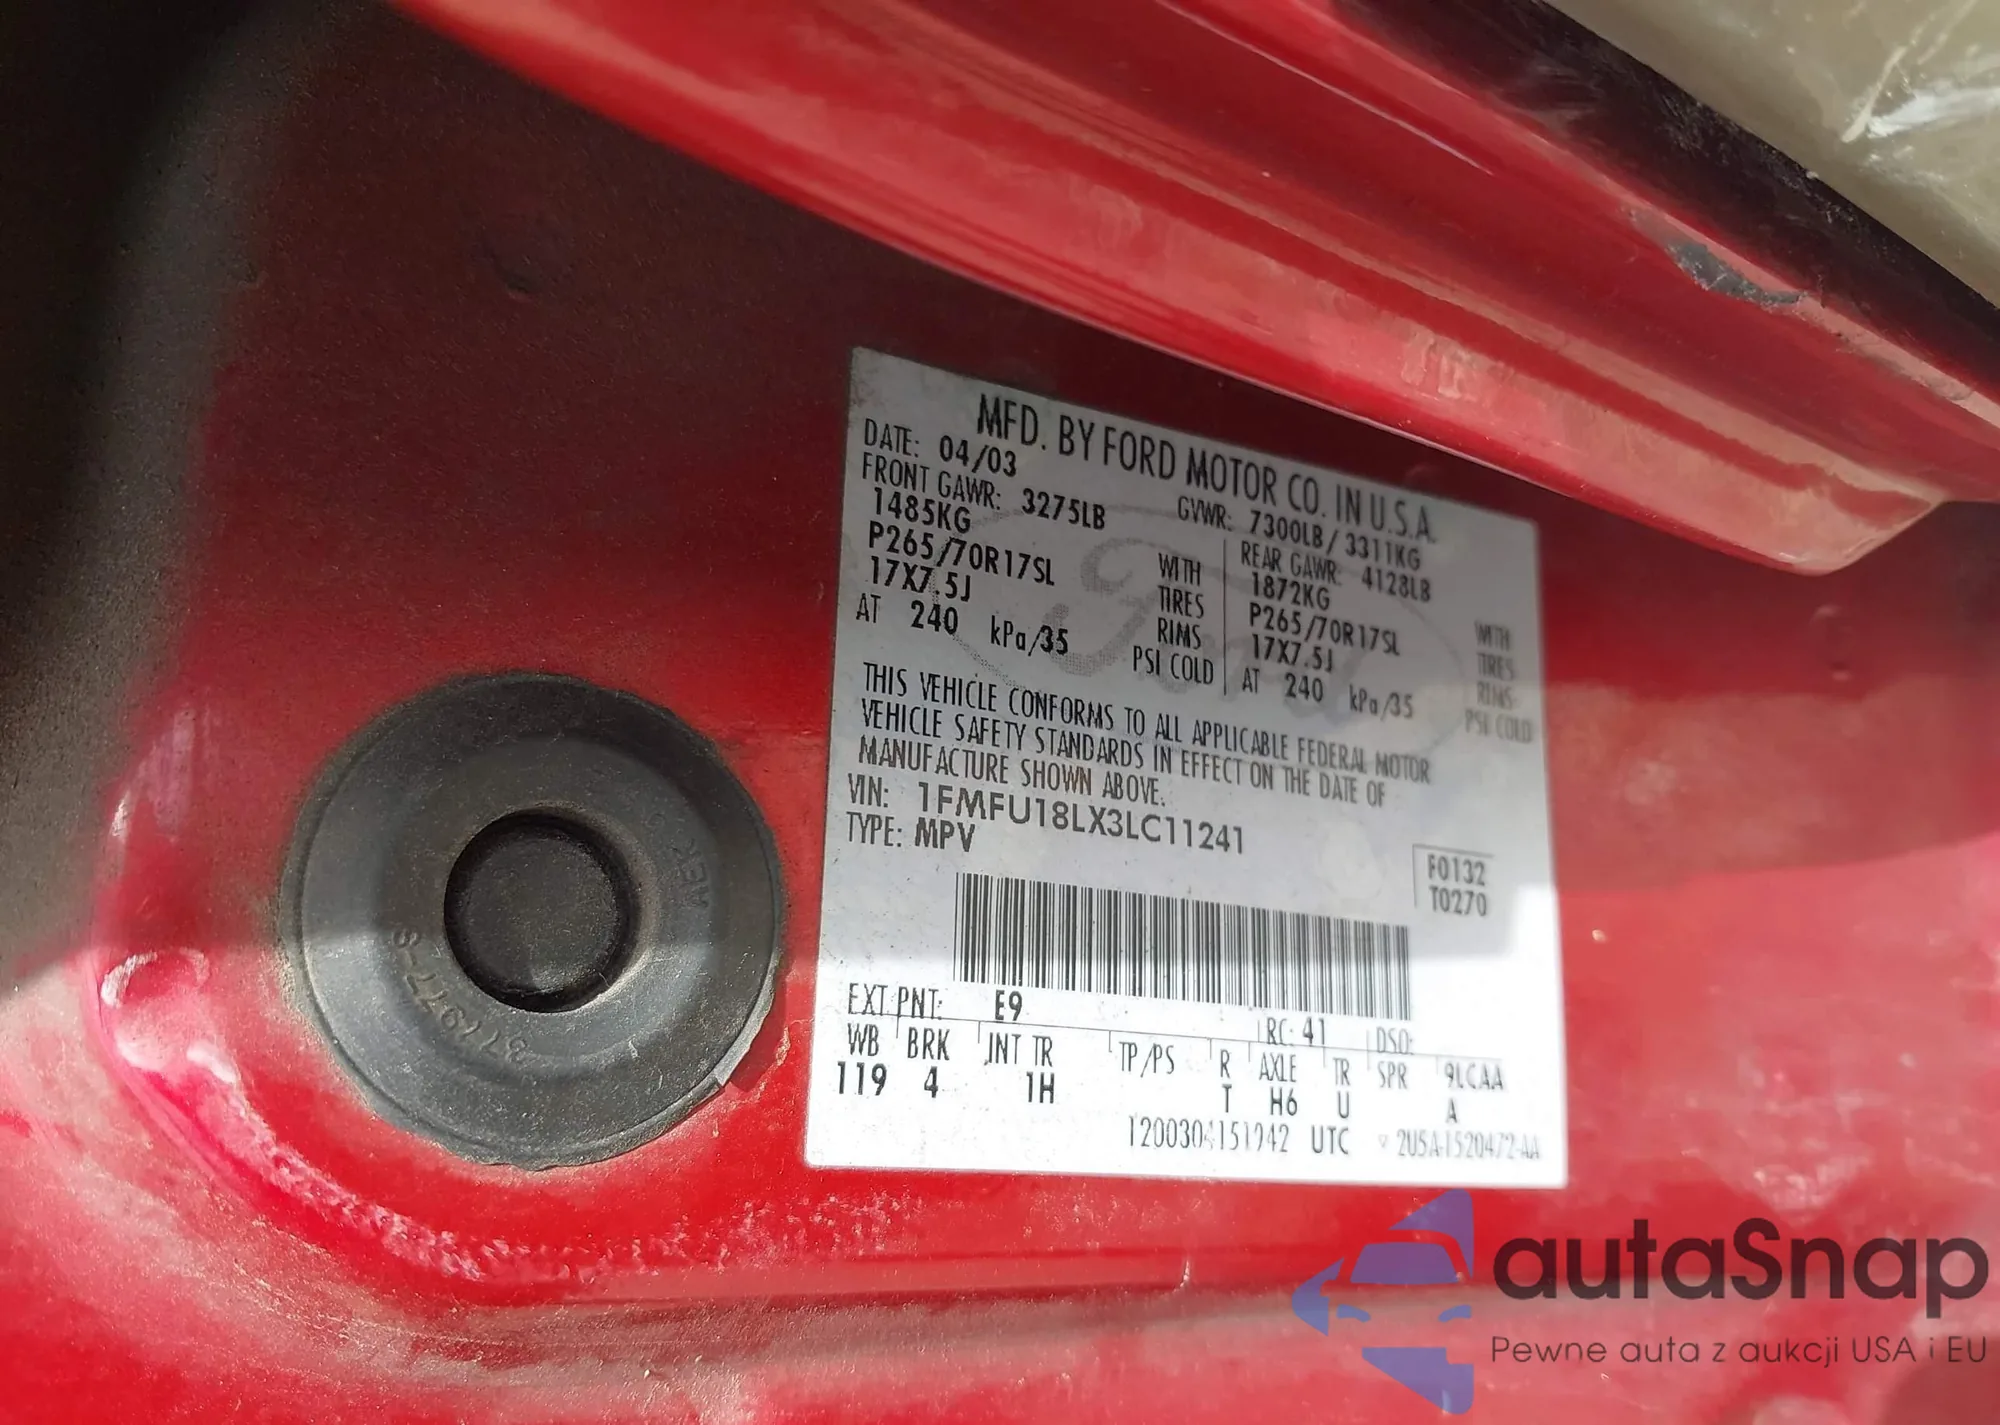 MFD. BY FORD MOTOR CO. IN U.S.A.
DATE: 04/03 GVWR: 7300LB / 3311KG
FRONT GAWR: 3275LB REAR GAWR: 4128LB
1485KG WITH 1872KG WITH
P265/70R17SL TIRES P265/70R17SL TIRES
17X7.5J RIMS 17X7.5J RIMS
AT 240 kPa/35 PSI COLD AT 240 kPa/35 PSI COLD
THIS VEHICLE CONFORMS TO ALL APPLICABLE FEDERAL MOTOR
VEHICLE SAFETY STANDARDS IN EFFECT ON THE DATE OF
MANUFACTURE SHOWN ABOVE.
VIN: 1FMFU18LX3LC11241
TYPE: MPV
F0132
T0270
EXT PNT: E9 RC: 41 DSO:
WB BRK INT TR TP/PS R AXLE TR SPR 9LCAA
119 4 1H T H6 U A
T200304151942 UTC 2U5A-1520472-AA
Ford
autaSnap
Pewne auta z aukcji USA i EU